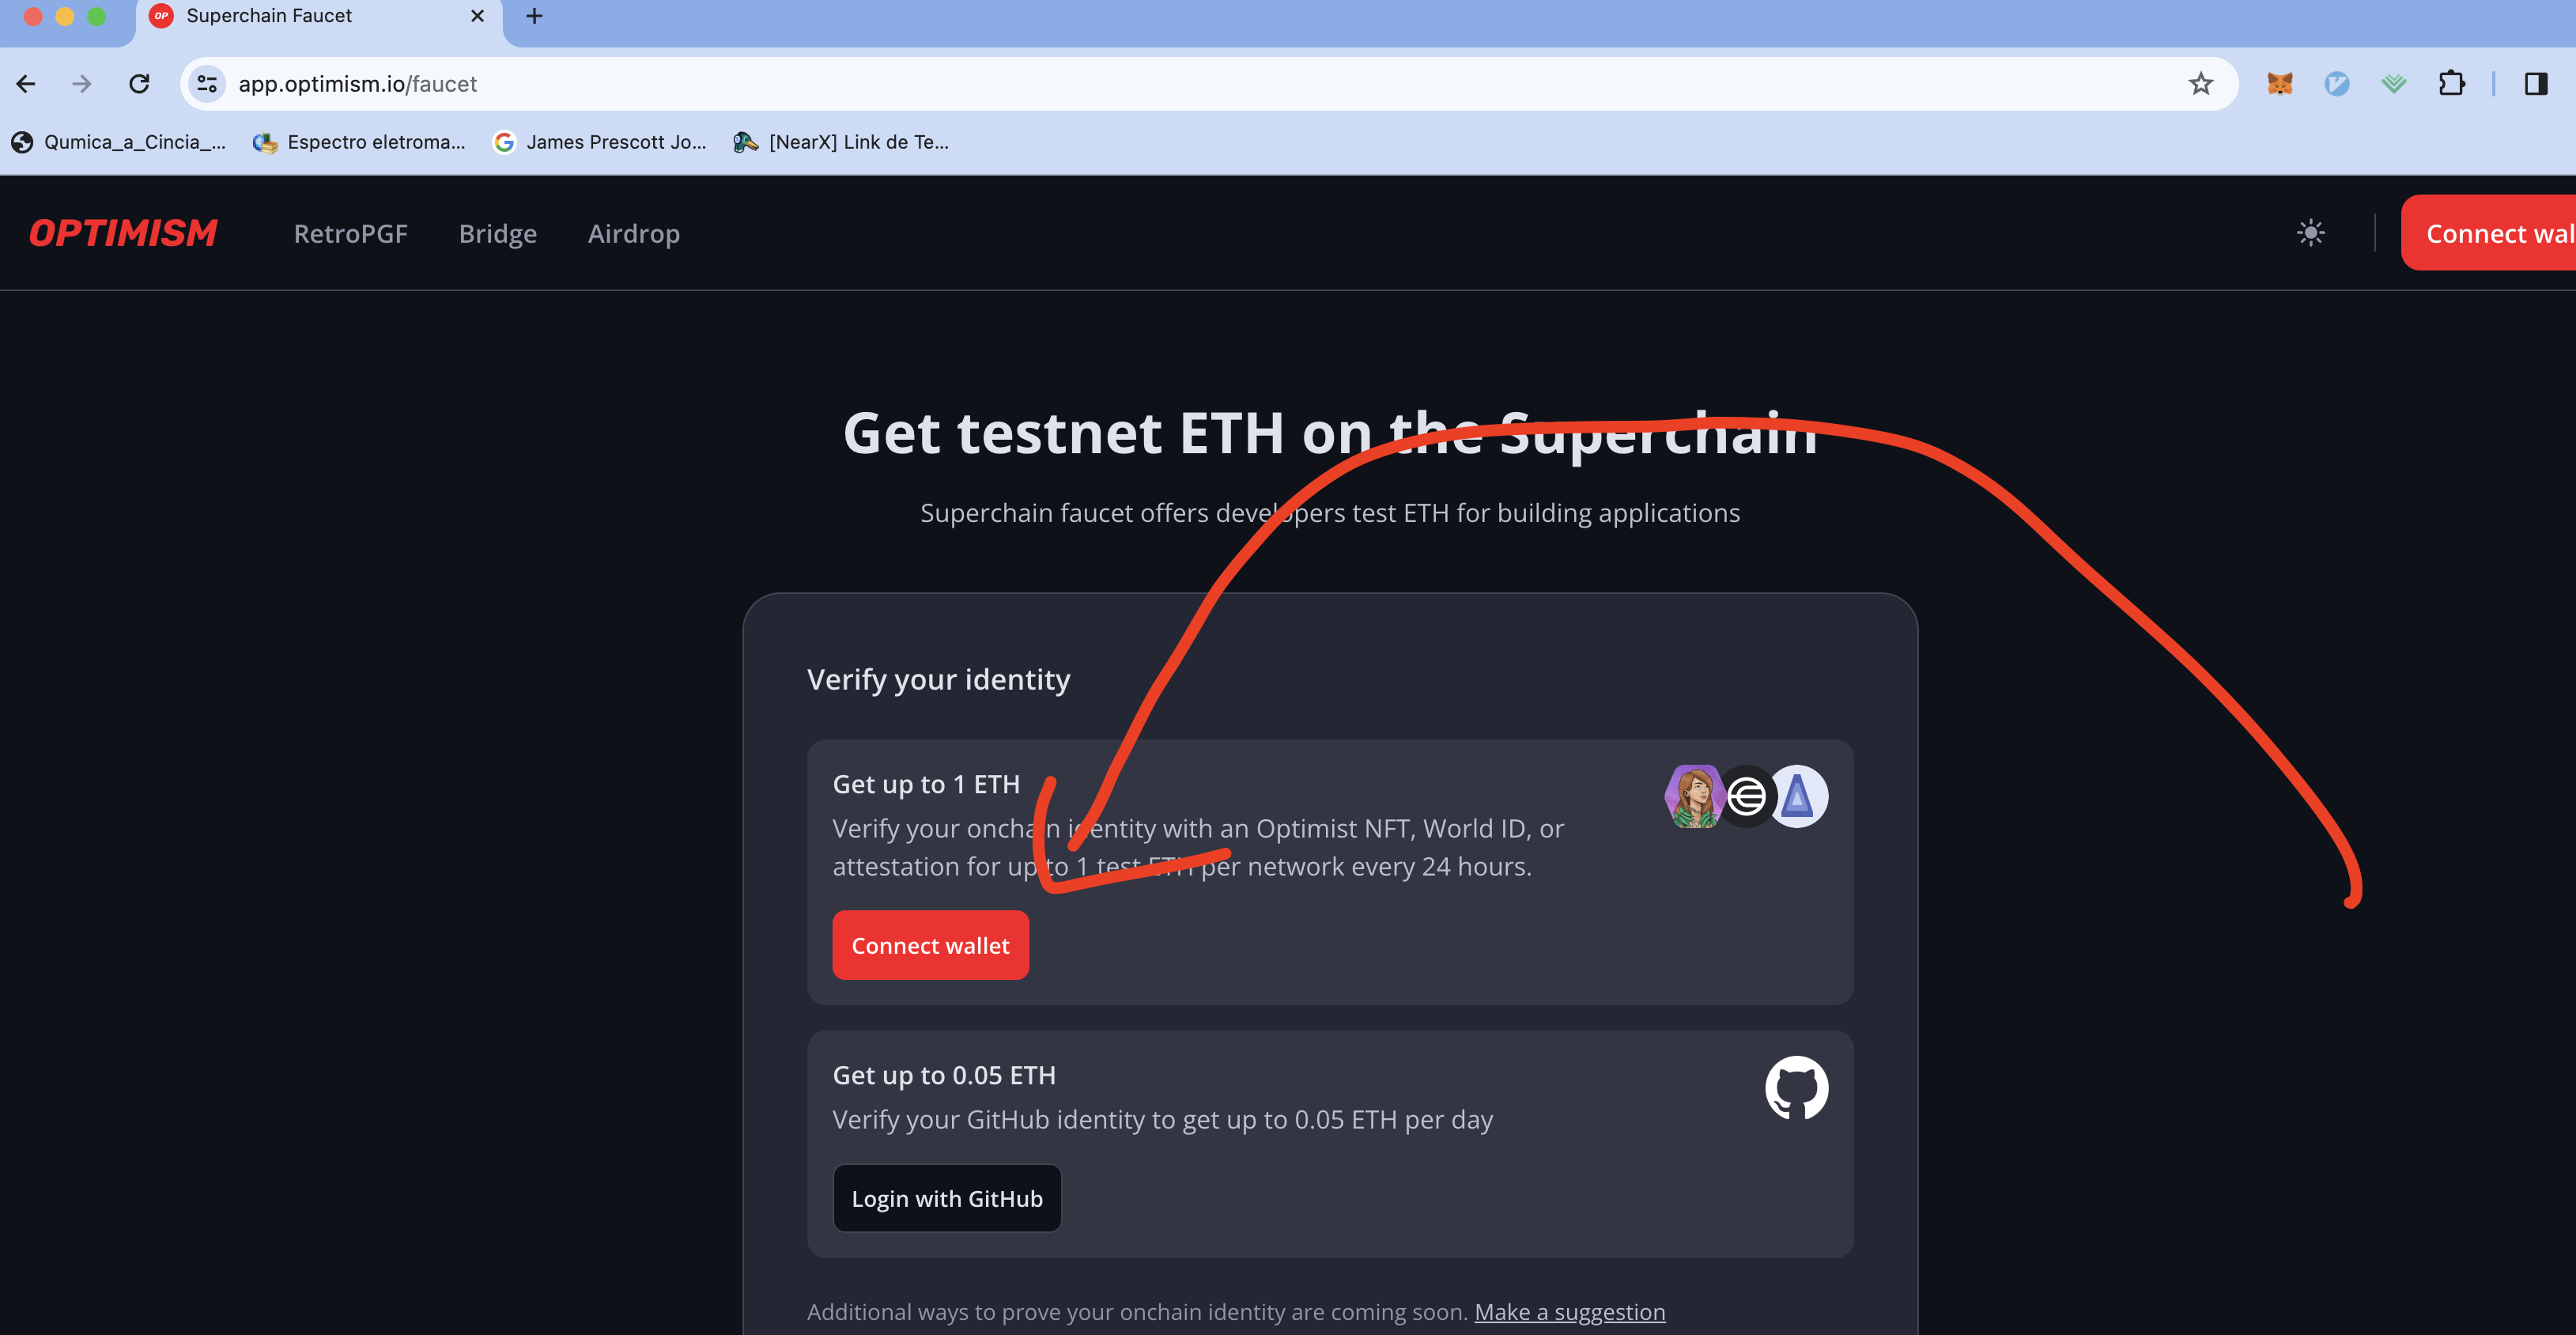 OP Superchain Faucet
app.optimism.io/faucet
Qumica_a_Cincia_... Espectro eletroma... James Prescott Jo... [NearX] Link de Te...
OPTIMISM RetroPGF Bridge Airdrop Connect wal
Get testnet ETH on the Superchain
Superchain faucet offers developers test ETH for building applications
Verify your identity
Get up to 1 ETH
Verify your onchain identity with an Optimist NFT, World ID, or
attestation for up to 1 test ETH per network every 24 hours.
Connect wallet
Get up to 0.05 ETH
Verify your GitHub identity to get up to 0.05 ETH per day
Login with GitHub
Additional ways to prove your onchain identity are coming soon. Make a suggestion